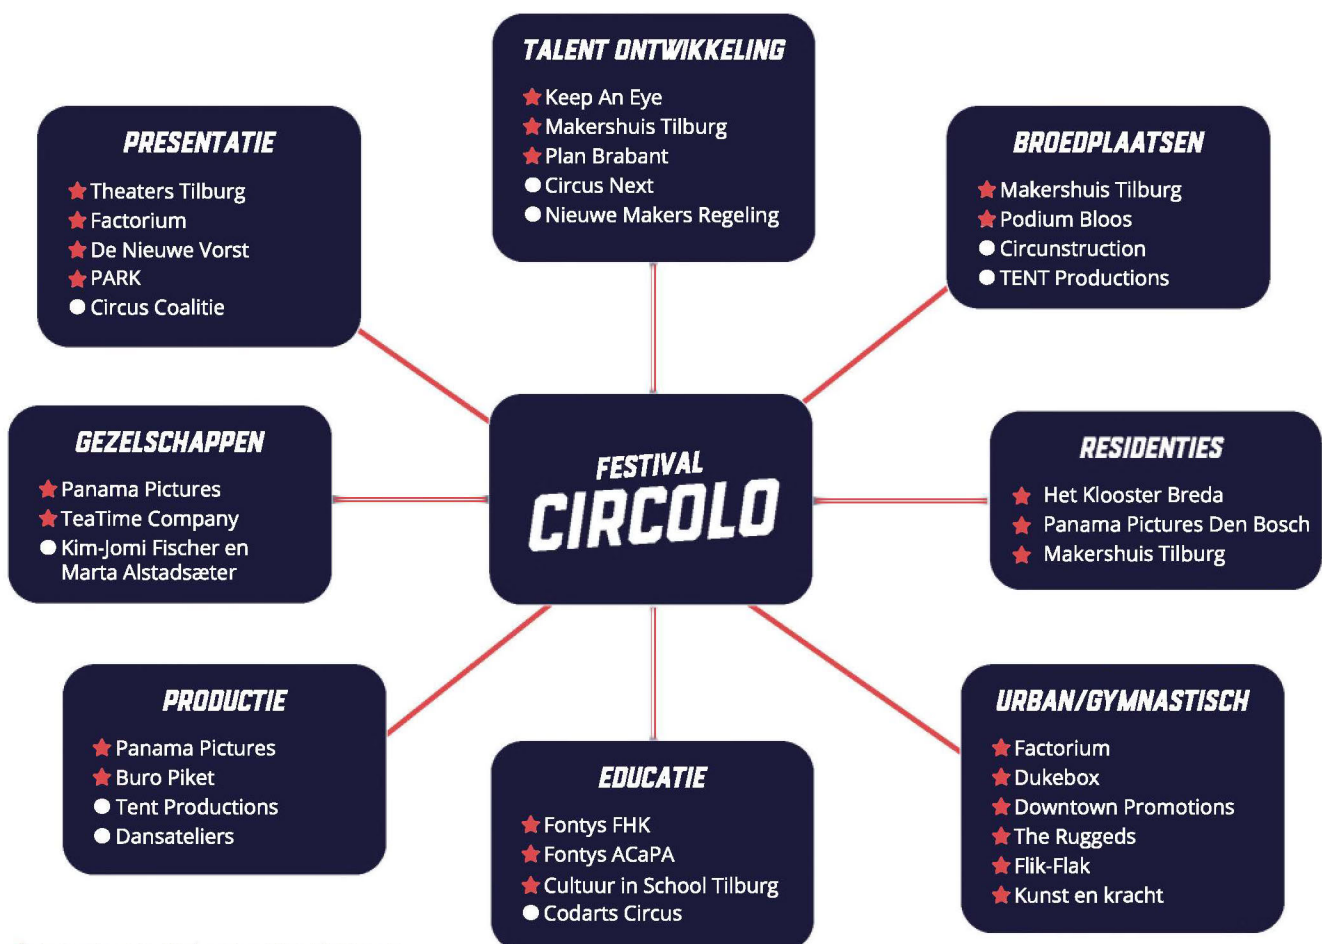 TALENT ONTWIKKELING
Keep An Eye
Makershuis Tilburg
Plan Brabant
Circus Next
Nieuwe Makers Regeling
PRESENTATIE
Theaters Tilburg
Factorium
De Nieuwe Vorst
PARK
Circus Coalitie
BROEDPLAATSEN
Makershuis Tilburg
Podium Bloos
Circunstruction
TENT Productions
GEZELSCHAPPEN
Panama Pictures
TeaTime Company
Kim-Jomi Fischer en
Marta Alstadsæter
FESTIVAL
CIRCOLO
RESIDENTIES
Het Klooster Breda
Panama Pictures Den Bosch
Makershuis Tilburg
PRODUCTIE
Panama Pictures
Buro Piket
Tent Productions
Dansateliers
EDUCATIE
Fontys FHK
Fontys ACaPA
Cultuur in School Tilburg
Codarts Circus
URBAN/GYMNASTISCH
Factorium
Dukebox
Downtown Promotions
The Ruggeds
Flik-Flak
Kunst en kracht